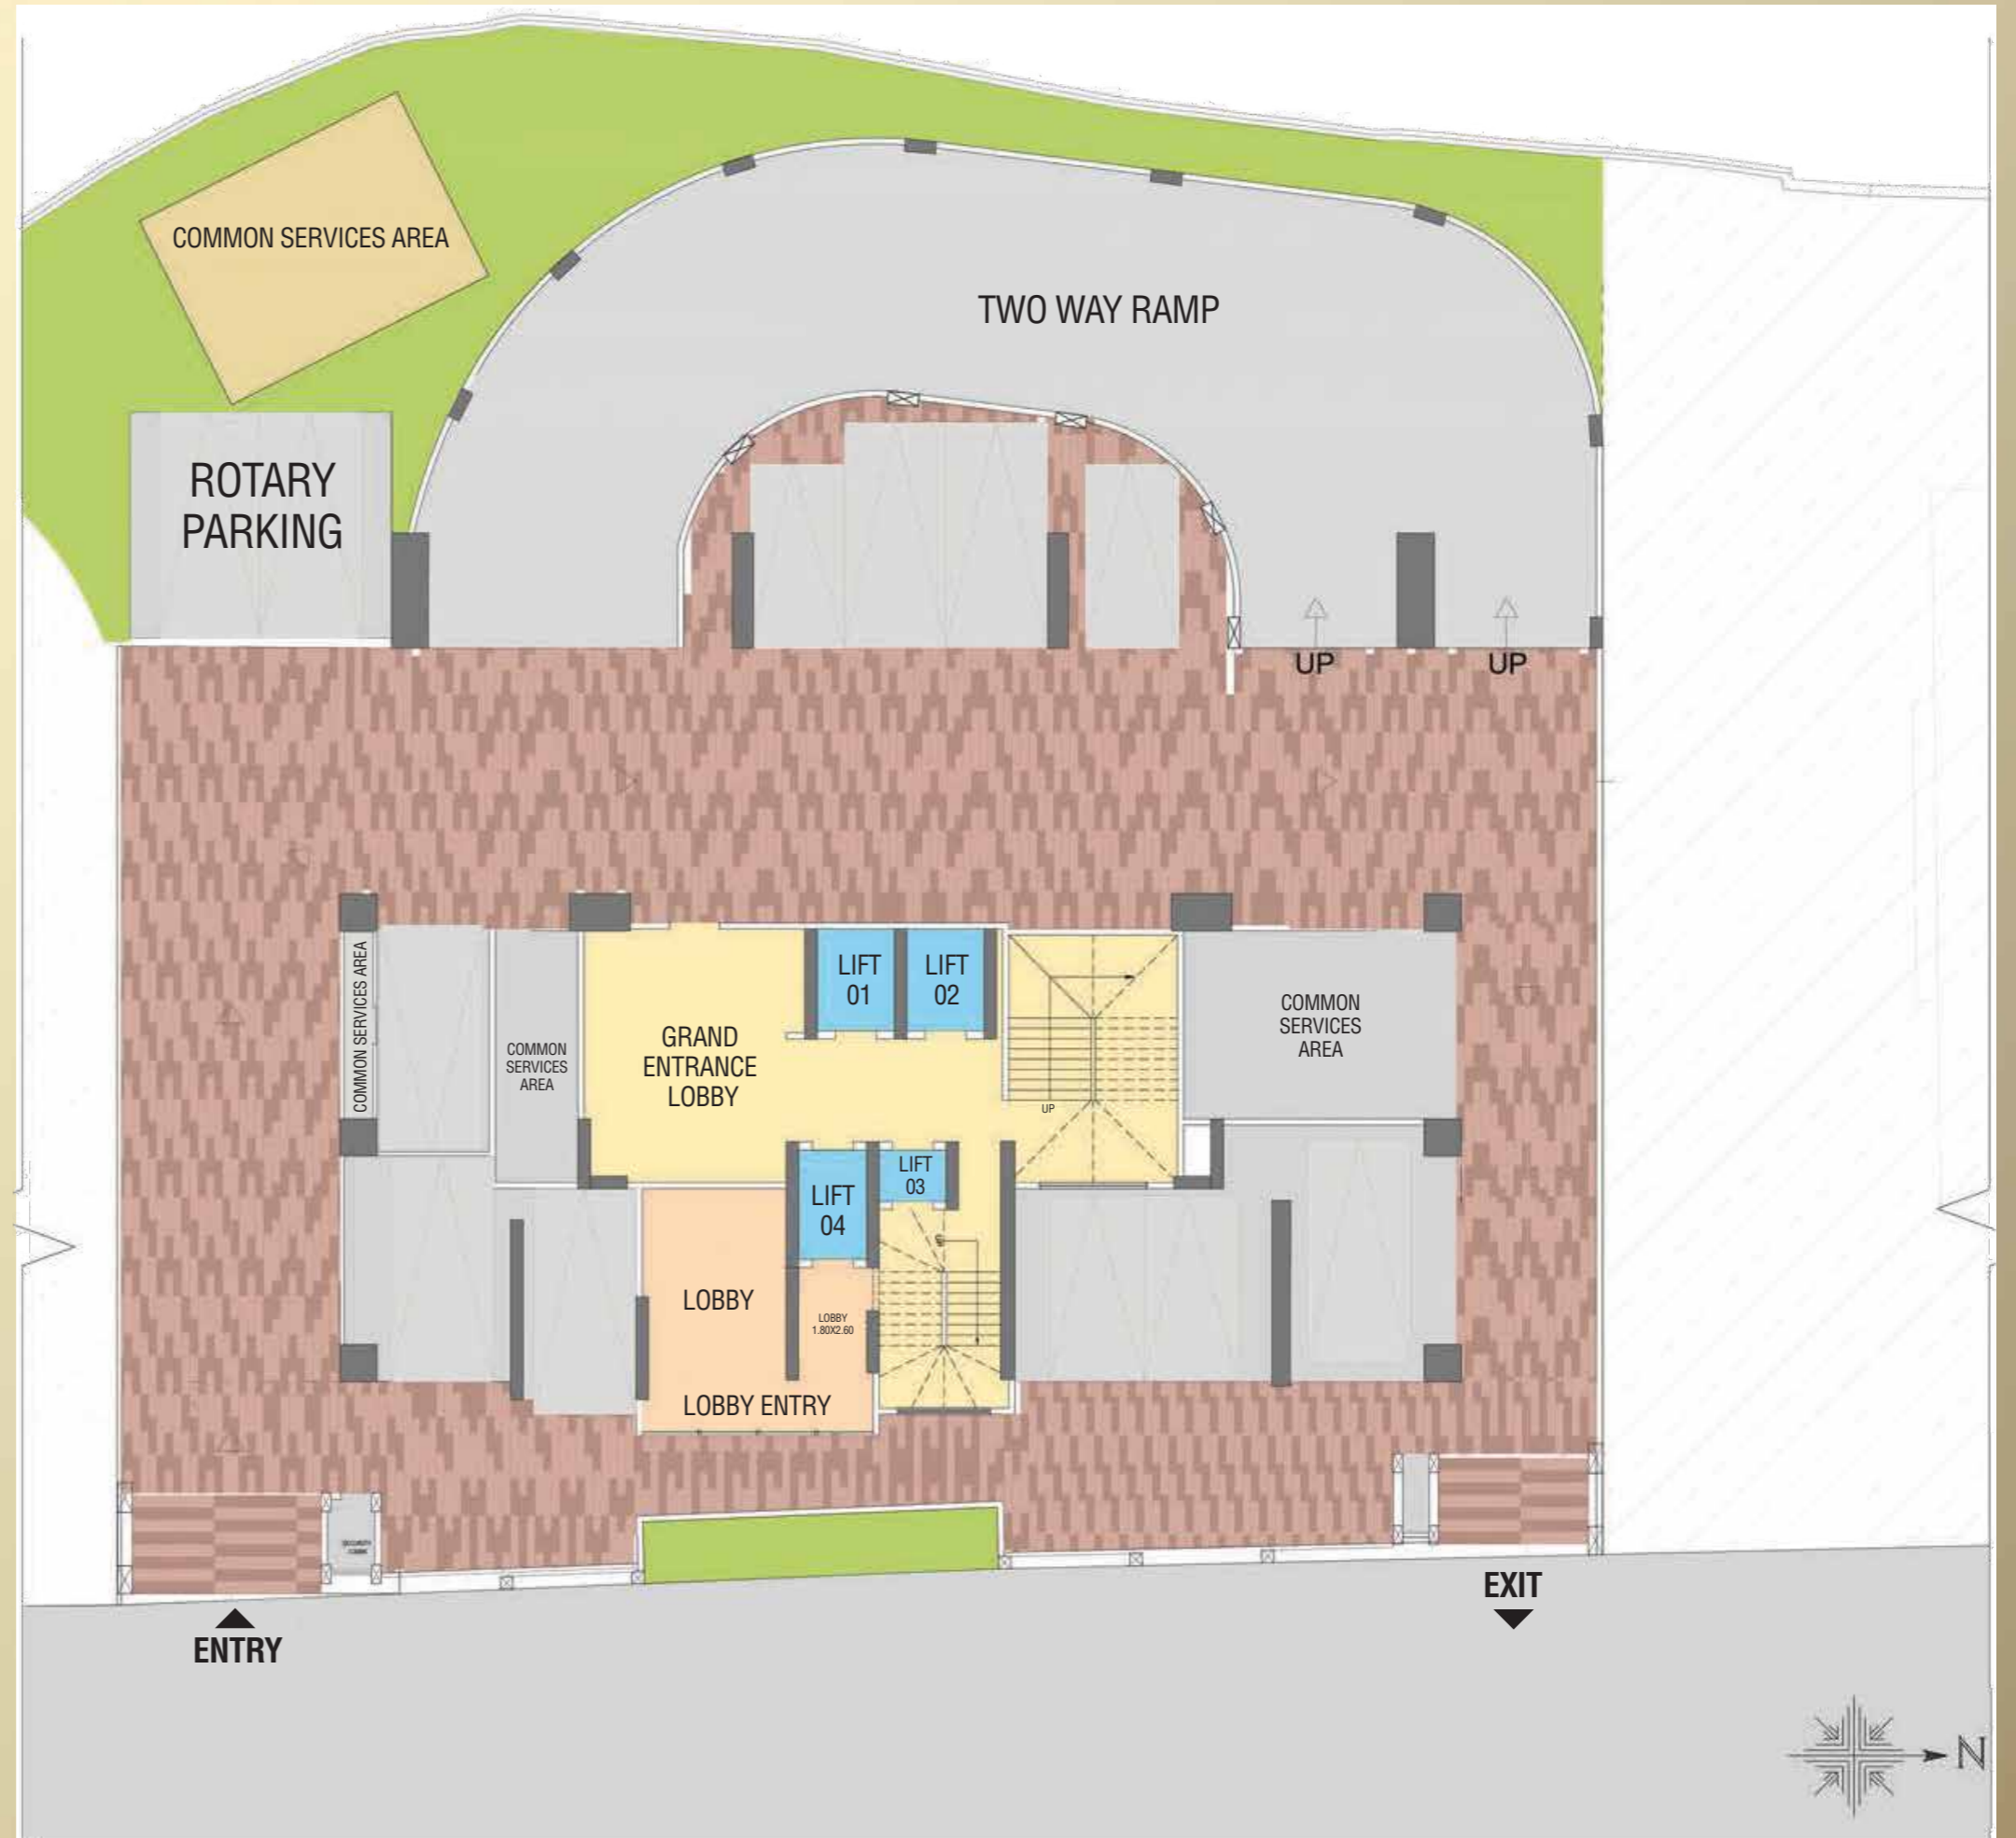 COMMON SERVICES AREA
TWO WAY RAMP
ROTARY
PARKING
UP
UP
COMMON SERVICES AREA
COMMON
SERVICES
AREA
GRAND
ENTRANCE
LOBBY
LIFT
01
LIFT
02
UP
COMMON
SERVICES
AREA
LIFT
03
LIFT
04
LOBBY
LOBBY
1.80X2.60
LOBBY ENTRY
ENTRY
EXIT
N